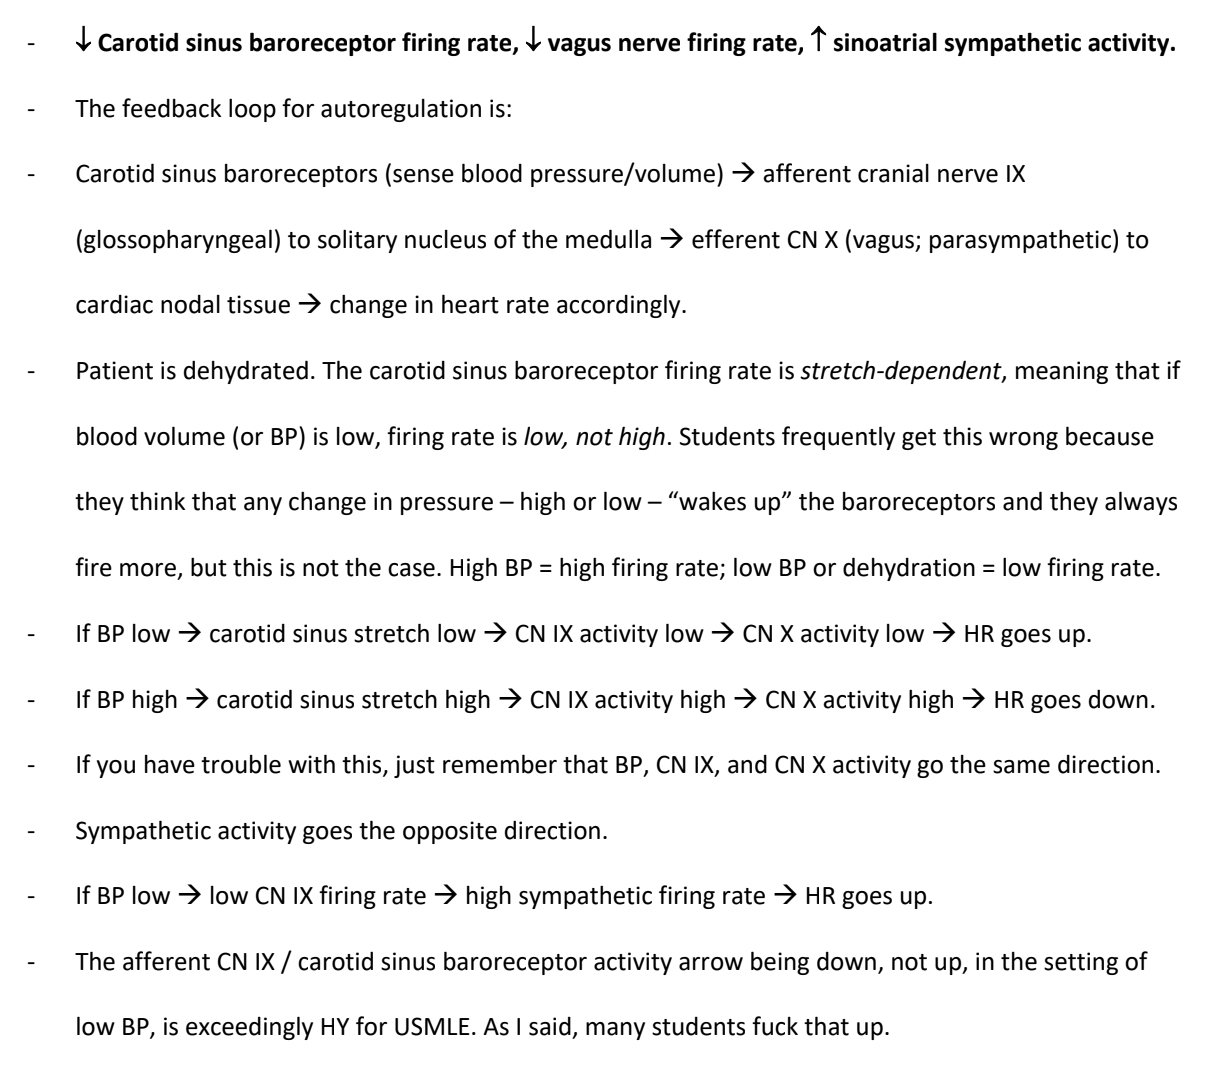 - ↓ Carotid sinus baroreceptor firing rate, ↓ vagus nerve firing rate, ↑ sinoatrial sympathetic activity.
- The feedback loop for autoregulation is:
- Carotid sinus baroreceptors (sense blood pressure/volume) → afferent cranial nerve IX
(glossopharyngeal) to solitary nucleus of the medulla → efferent CN X (vagus; parasympathetic) to
cardiac nodal tissue → change in heart rate accordingly.
- Patient is dehydrated. The carotid sinus baroreceptor firing rate is stretch-dependent, meaning that if
blood volume (or BP) is low, firing rate is low, not high. Students frequently get this wrong because
they think that any change in pressure – high or low – “wakes up” the baroreceptors and they always
fire more, but this is not the case. High BP = high firing rate; low BP or dehydration = low firing rate.
- If BP low → carotid sinus stretch low → CN IX activity low → CN X activity low → HR goes up.
- If BP high → carotid sinus stretch high → CN IX activity high → CN X activity high → HR goes down.
- If you have trouble with this, just remember that BP, CN IX, and CN X activity go the same direction.
- Sympathetic activity goes the opposite direction.
- If BP low → low CN IX firing rate → high sympathetic firing rate → HR goes up.
- The afferent CN IX / carotid sinus baroreceptor activity arrow being down, not up, in the setting of
low BP, is exceedingly HY for USMLE. As I said, many students fuck that up.